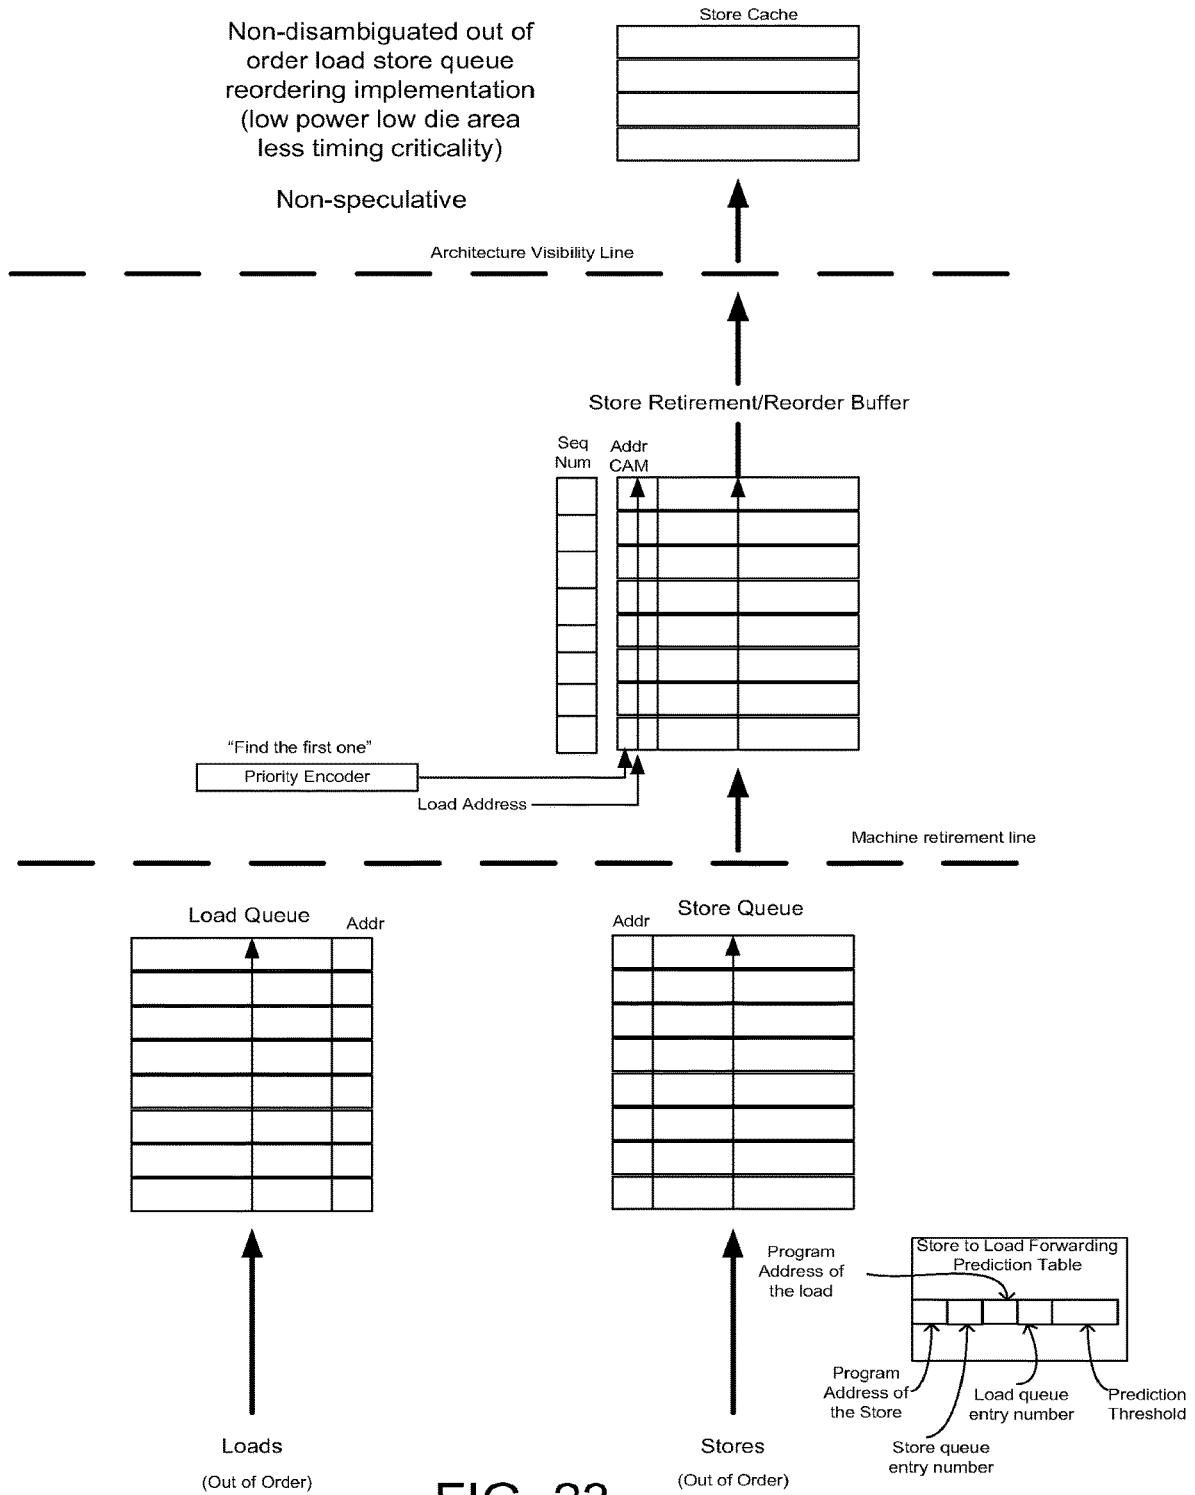 Store Cache
Non-disambiguated out of
order load store queue
reordering implementation
(low power low die area
less timing criticality)
Non-speculative
Architecture Visibility Line
Store Retirement/Reorder Buffer
Seq
Num
Addr
CAM
“Find the first one”
Priority Encoder
Load Address
Machine retirement line
Load Queue
Addr
Store Queue
Addr
Program
Address of
the load
Store to Load Forwarding
Prediction Table
Program
Address of
the Store
Load queue
entry number
Prediction
Threshold
Store queue
entry number
Loads
(Out of Order)
Stores
(Out of Order)